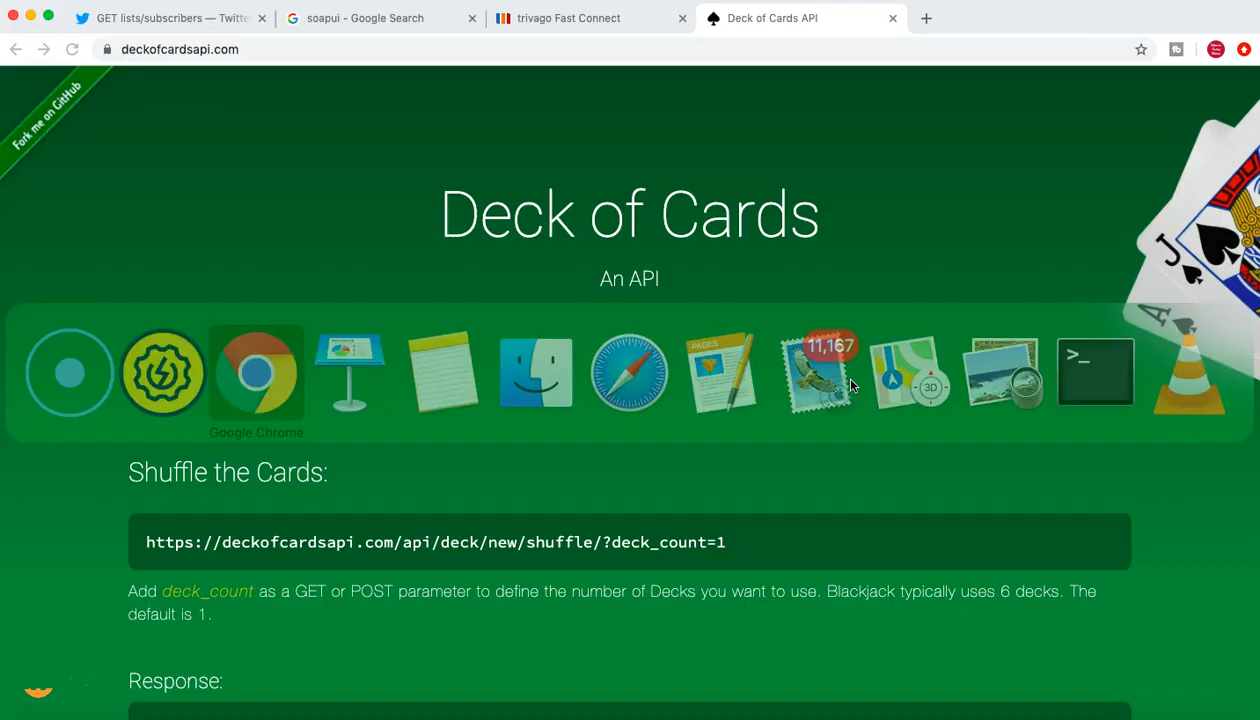 GET lists/subscribers — Twitte
soapui - Google Search
trivago Fast Connect
Deck of Cards API
deckofcardsapi.com
Fork me on GitHub
Deck of Cards
An API
J
A
11,167
PAGES
3D
>_
Google Chrome
Shuffle the Cards:
https://deckofcardsapi.com/api/deck/new/shuffle/?deck_count=1
Add deck_count as a GET or POST parameter to define the number of Decks you want to use. Blackjack typically uses 6 decks. The
default is 1.
Response: